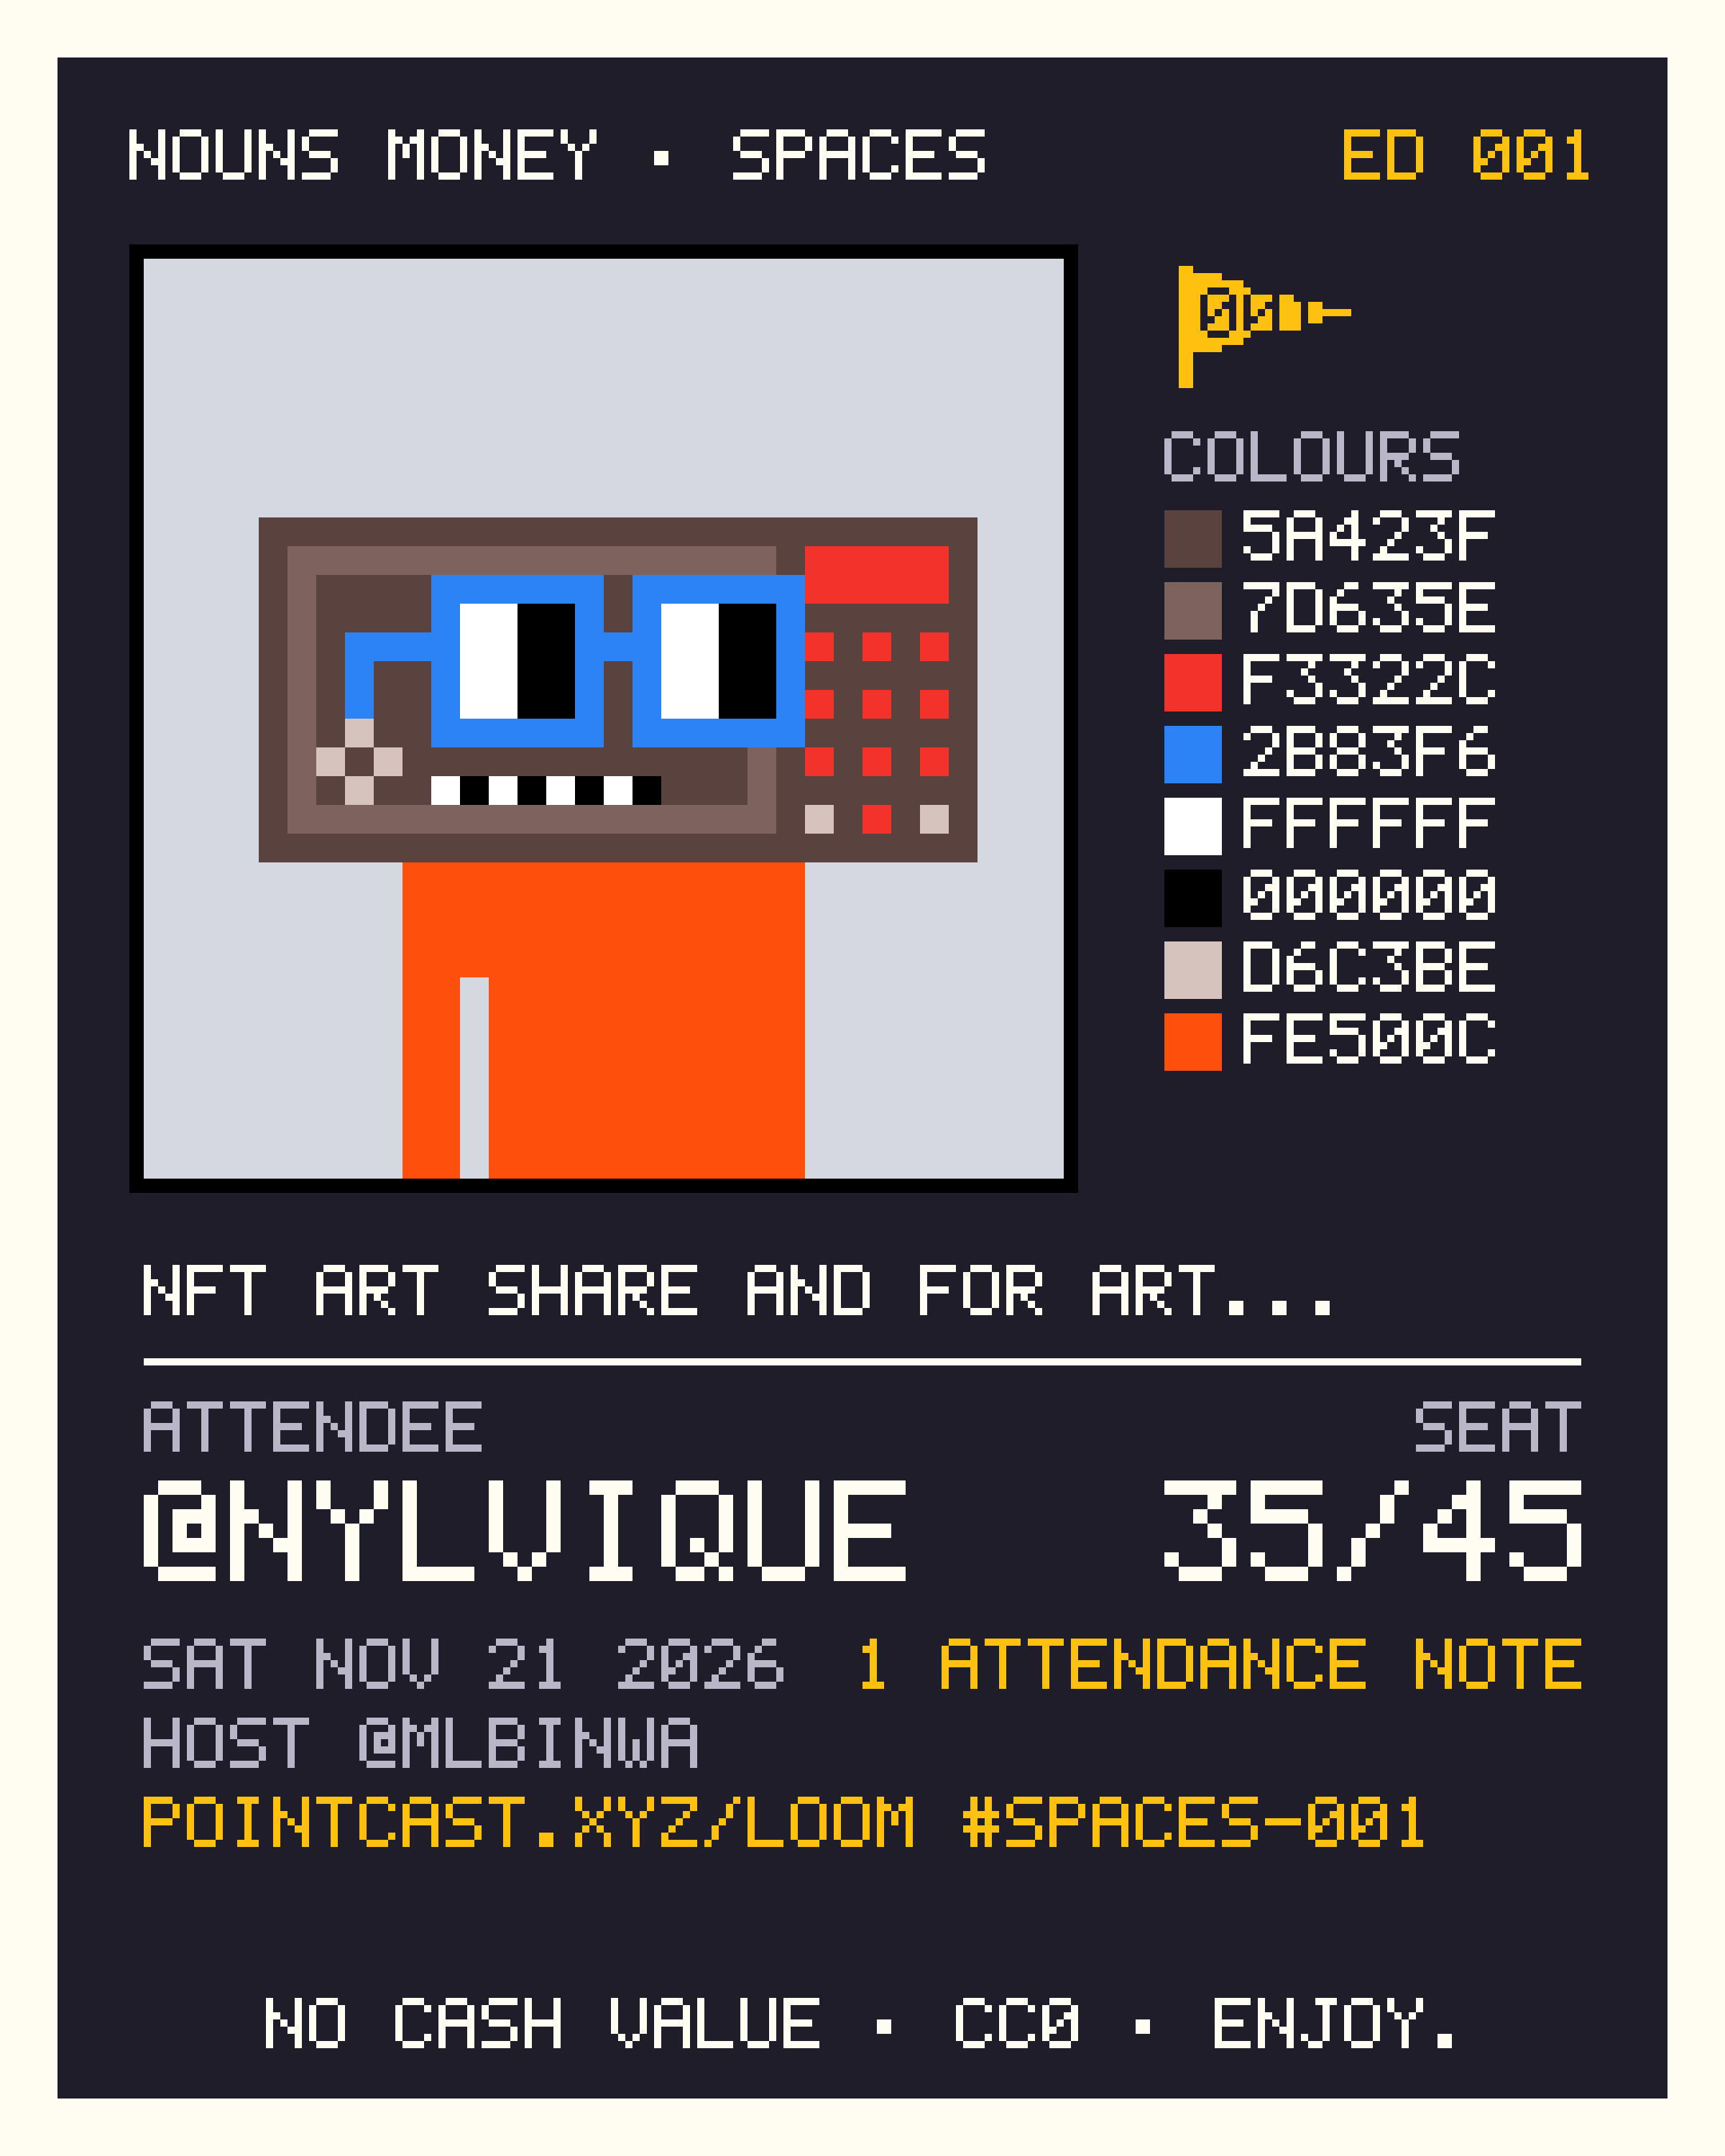 NOUNS MONEY · SPACES
ED 001
COLOURS
5A423F
7D635E
F3322C
2B83F6
FFFFFF
000000
D6C3BE
FE500C
NFT ART SHARE AND FOR ART...
ATTENDEE
SEAT
@NYLVIQUE
35/45
SAT NOV 21 2026
1 ATTENDANCE NOTE
HOST @MLBINWA
POINTCAST.XYZ/LOOM #SPACES-001
NO CASH VALUE · CC0 · ENJOY.